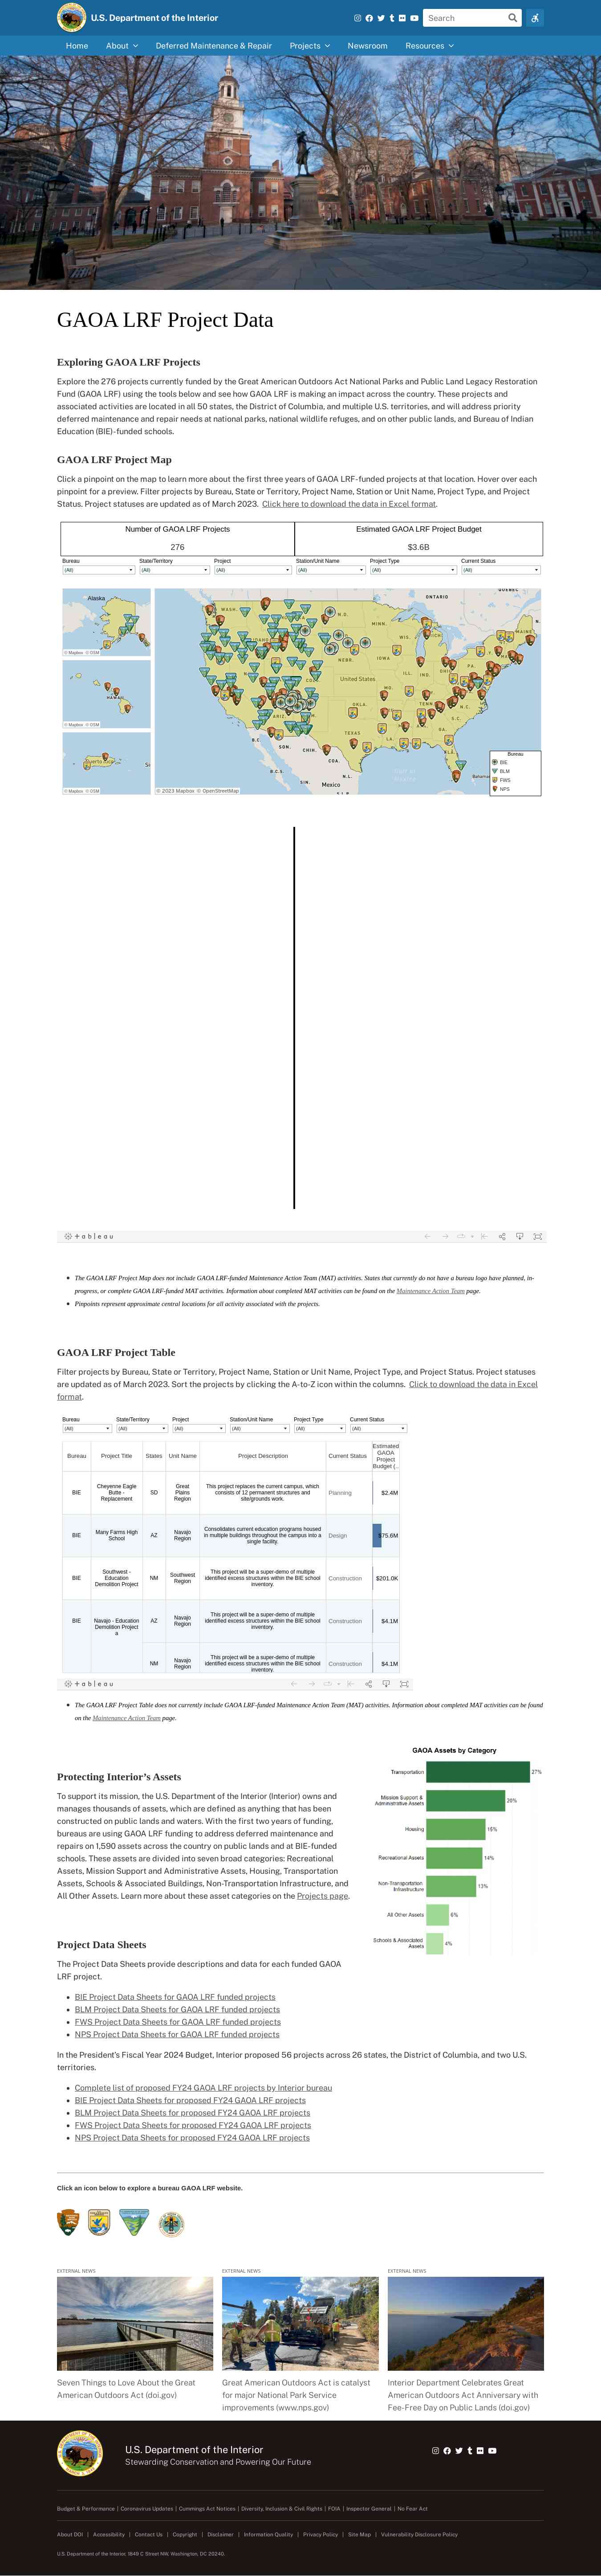 U.S. Department of the Interior
Search
Home About Deferred Maintenance & Repair Projects Newsroom Resources
GAOA LRF Project Data
Exploring GAOA LRF Projects
Explore the 276 projects currently funded by the Great American Outdoors Act National Parks and Public Land Legacy Restoration
Fund (GAOA LRF) using the tools below and see how GAOA LRF is making an impact across the country. These projects and
associated activities are located in all 50 states, the District of Columbia, and multiple U.S. territories, and will address priority
deferred maintenance and repair needs at national parks, national wildlife refuges, and on other public lands, and Bureau of Indian
Education (BIE)-funded schools.
GAOA LRF Project Map
Click a pinpoint on the map to learn more about the first three years of GAOA LRF-funded projects at that location. Hover over each
pinpoint for a preview. Filter projects by Bureau, State or Territory, Project Name, Station or Unit Name, Project Type, and Project
Status. Project statuses are updated as of March 2023. Click here to download the data in Excel format.
Number of GAOA LRF Projects
276
Estimated GAOA LRF Project Budget
$3.6B
Bureau State/Territory Project Station/Unit Name Project Type Current Status
(All) (All) (All) (All) (All) (All)
Alaska
© Mapbox © OSM
HAWAII
© Mapbox © OSM
Puerto Rico
© Mapbox © OSM
ONTARIO
QUEBEC
WASH.
N.D.
MINN.
WIS.
MAINE
IDAHO
NEBR.
IOWA
ILL.
IND.
COLO.
United States
MO.
OKLA.
TENN.
N.C.
S.C.
ARIZ.
TEXAS
LA.
GA.
B.C.
SON.
CHIH.
COA.
N.L.
B.C.S.
SIN.
Mexico
Bahamas
© 2023 Mapbox © OpenStreetMap
Bureau
BIE
BLM
FWS
NPS
+ableau
The GAOA LRF Project Map does not include GAOA LRF-funded Maintenance Action Team (MAT) activities. States that currently do not have a bureau logo have planned, in-
progress, or complete GAOA LRF-funded MAT activities. Information about completed MAT activities can be found on the Maintenance Action Team page.
Pinpoints represent approximate central locations for all activity associated with the projects.
GAOA LRF Project Table
Filter projects by Bureau, State or Territory, Project Name, Station or Unit Name, Project Type, and Project Status. Project statuses
are updated as of March 2023. Sort the projects by clicking the A-to-Z icon within the columns. Click to download the data in Excel
format.
Bureau State/Territory Project Station/Unit Name Project Type Current Status
(All) (All) (All) (All) (All) (All)
Bureau Project Title States Unit Name Project Description Current Status Estimated GAOA Project Budget (..
BIE Cheyenne Eagle Butte - Replacement SD Great Plains Region This project replaces the current campus, which consists of 12 permanent structures and site/grounds work. Planning $2.4M
BIE Many Farms High School AZ Navajo Region Consolidates current education programs housed in multiple buildings throughout the campus into a single facility. Design $75.6M
BIE Southwest - Education Demolition Project NM Southwest Region This project will be a super-demo of multiple identified excess structures within the BIE school inventory. Construction $201.0K
BIE Navajo - Education Demolition Project a AZ Navajo Region This project will be a super-demo of multiple identified excess structures within the BIE school inventory. Construction $4.1M
NM Navajo Region This project will be a super-demo of multiple identified excess structures within the BIE school inventory. Construction $4.1M
+ableau
The GAOA LRF Project Table does not currently include GAOA LRF-funded Maintenance Action Team (MAT) activities. Information about completed MAT activities can be found
on the Maintenance Action Team page.
Protecting Interior's Assets
To support its mission, the U.S. Department of the Interior (Interior) owns and
manages thousands of assets, which are defined as anything that has been
constructed on public lands and waters. With the first two years of funding,
bureaus are using GAOA LRF funding to address deferred maintenance and
repairs on 1,590 assets across the country on public lands and at BIE-funded
schools. These assets are divided into seven broad categories: Recreational
Assets, Mission Support and Administrative Assets, Housing, Transportation
Assets, Schools & Associated Buildings, Non-Transportation Infrastructure, and
All Other Assets. Learn more about these asset categories on the Projects page.
GAOA Assets by Category
Transportation 27%
Mission Support & Administrative Assets 20%
Housing 15%
Recreational Assets 14%
Non-Transportation Infrastructure 13%
All Other Assets 6%
Schools & Associated Assets 4%
Project Data Sheets
The Project Data Sheets provide descriptions and data for each funded GAOA
LRF project.
BIE Project Data Sheets for GAOA LRF funded projects
BLM Project Data Sheets for GAOA LRF funded projects
FWS Project Data Sheets for GAOA LRF funded projects
NPS Project Data Sheets for GAOA LRF funded projects
In the President's Fiscal Year 2024 Budget, Interior proposed 56 projects across 26 states, the District of Columbia, and two U.S.
territories.
Complete list of proposed FY24 GAOA LRF projects by Interior bureau
BIE Project Data Sheets for proposed FY24 GAOA LRF projects
BLM Project Data Sheets for proposed FY24 GAOA LRF projects
FWS Project Data Sheets for proposed FY24 GAOA LRF projects
NPS Project Data Sheets for proposed FY24 GAOA LRF projects
Click an icon below to explore a bureau GAOA LRF website.
EXTERNAL NEWS
Seven Things to Love About the Great
American Outdoors Act (doi.gov)
EXTERNAL NEWS
Great American Outdoors Act is catalyst
for major National Park Service
improvements (www.nps.gov)
EXTERNAL NEWS
Interior Department Celebrates Great
American Outdoors Act Anniversary with
Fee-Free Day on Public Lands (doi.gov)
U.S. Department of the Interior
Stewarding Conservation and Powering Our Future
Budget & Performance | Coronavirus Updates | Cummings Act Notices | Diversity, Inclusion & Civil Rights | FOIA | Inspector General | No Fear Act
About DOI | Accessibility | Contact Us | Copyright | Disclaimer | Information Quality | Privacy Policy | Site Map | Vulnerability Disclosure Policy
U.S. Department of the Interior, 1849 C Street NW, Washington, DC 20240.